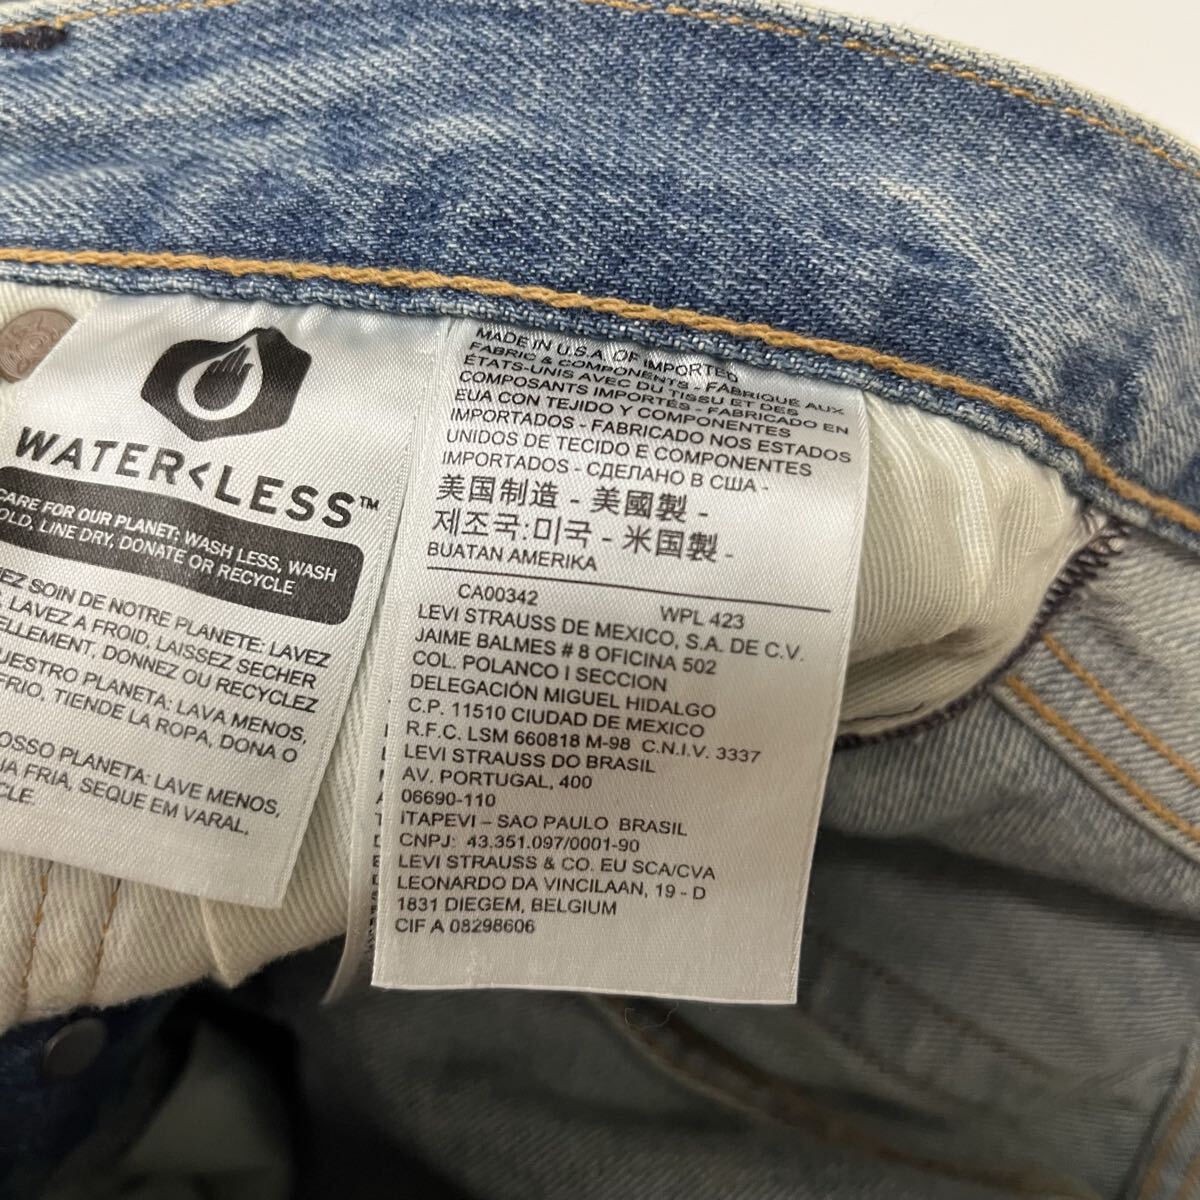 WATER<LESS™
CARE FOR OUR PLANET: WASH LESS, WASH
OLD, LINE DRY, DONATE OR RECYCLE
EZ SOIN DE NOTRE PLANETE: LAVEZ
LAVEZ A FROID, LAISSEZ SECHER
ELLEMENT, DONNEZ OU RECYCLEZ
UESTRO PLANETA: LAVA MENOS,
FRIO, TIENDE LA ROPA, DONA O
OSSO PLANETA: LAVE MENOS,
UA FRIA, SEQUE EM VARAL,
CLE.
MADE IN U.S.A. OF IMPORTED
FABRIC & COMPONENTS - FABRIQUÉ AUX
ÉTATS-UNIS AVEC DU TISSU ET DES
COMPOSANTS IMPORTÉS - FABRICADO EN
EUA CON TEJIDO Y COMPONENTES
IMPORTADOS - FABRICADO NOS ESTADOS
UNIDOS DE TECIDO E COMPONENTES
IMPORTADOS - СДЕЛАНО В США -
美国制造 - 美國製 -
제조국:미국 - 米国製 -
BUATAN AMERIKA
CA00342 WPL 423
LEVI STRAUSS DE MEXICO, S.A. DE C.V.
JAIME BALMES # 8 OFICINA 502
COL. POLANCO I SECCION
DELEGACIÓN MIGUEL HIDALGO
C.P. 11510 CIUDAD DE MEXICO
R.F.C. LSM 660818 M-98 C.N.I.V. 3337
LEVI STRAUSS DO BRASIL
AV. PORTUGAL, 400
06690-110
ITAPEVI – SAO PAULO BRASIL
CNPJ: 43.351.097/0001-90
LEVI STRAUSS & CO. EU SCA/CVA
LEONARDO DA VINCILAAN, 19 - D
1831 DIEGEM, BELGIUM
CIF A 08298606